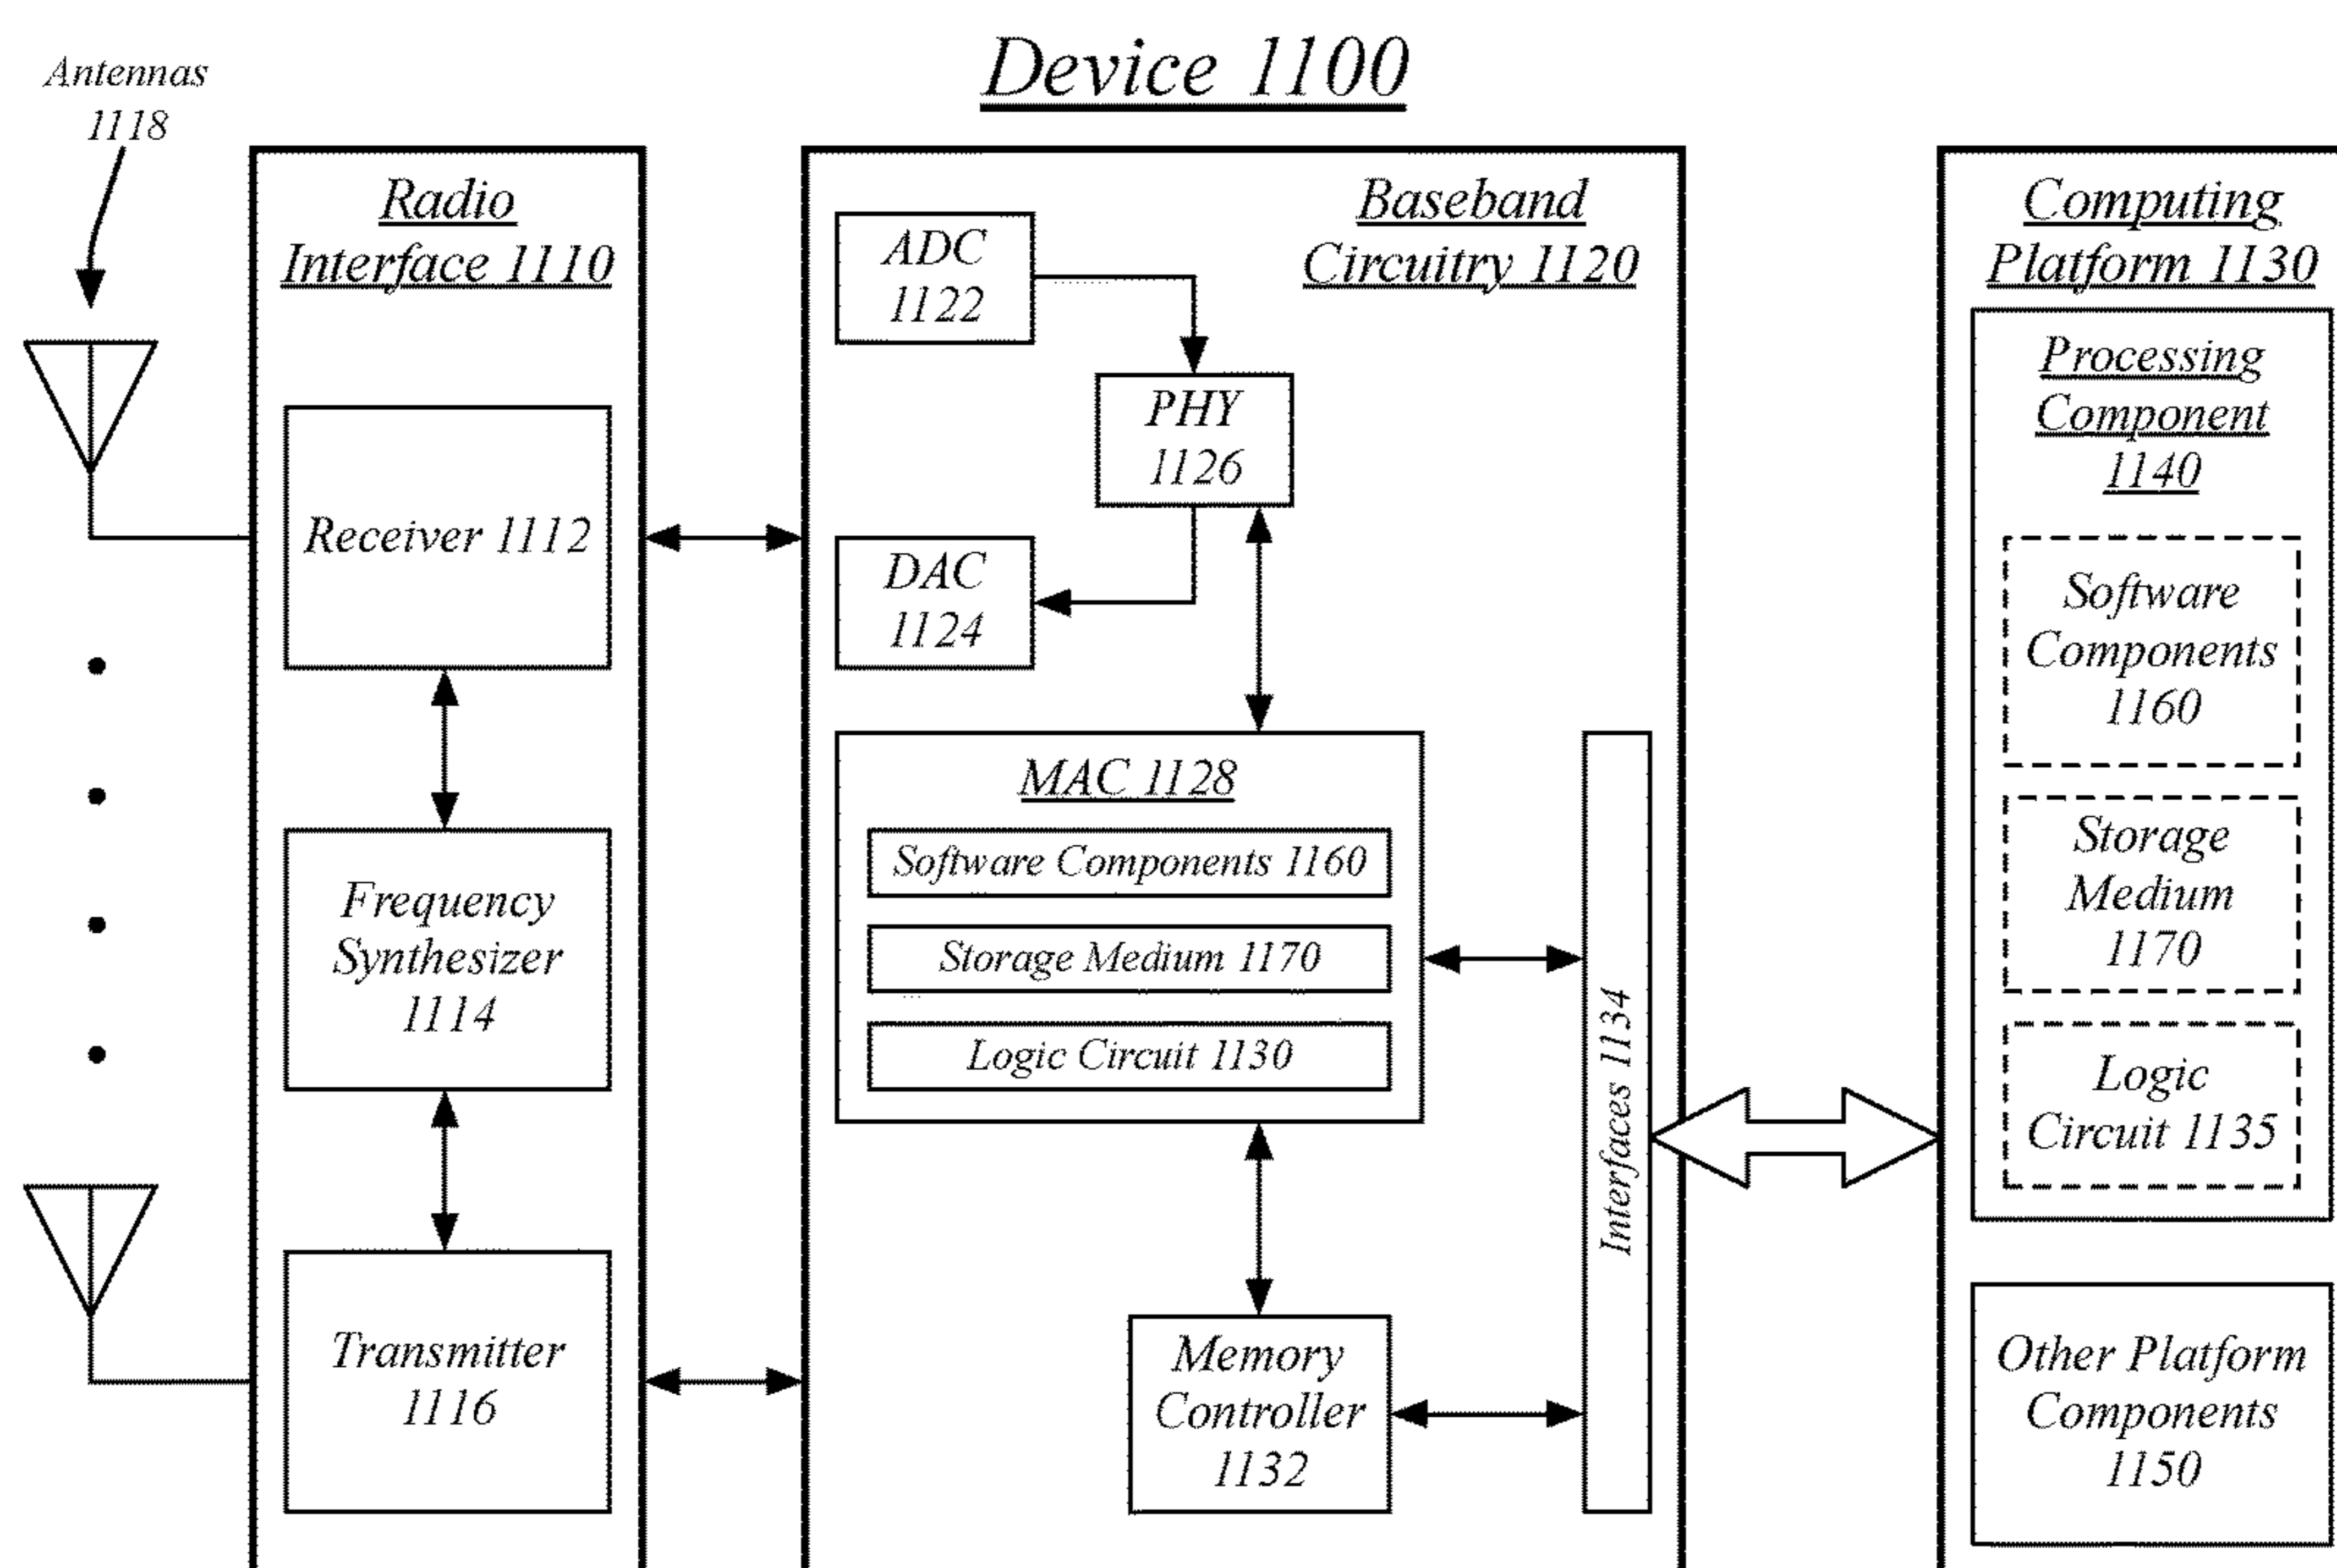 Device 1100
Antennas
1118
Radio
Interface 1110
Receiver 1112
Frequency
Synthesizer
1114
Transmitter
1116
Baseband
Circuitry 1120
ADC
1122
PHY
1126
DAC
1124
MAC 1128
Software Components 1160
Storage Medium 1170
Logic Circuit 1130
Memory
Controller
1132
Interfaces 1134
Computing
Platform 1130
Processing
Component
1140
Software
Components
1160
Storage
Medium
1170
Logic
Circuit 1135
Other Platform
Components
1150